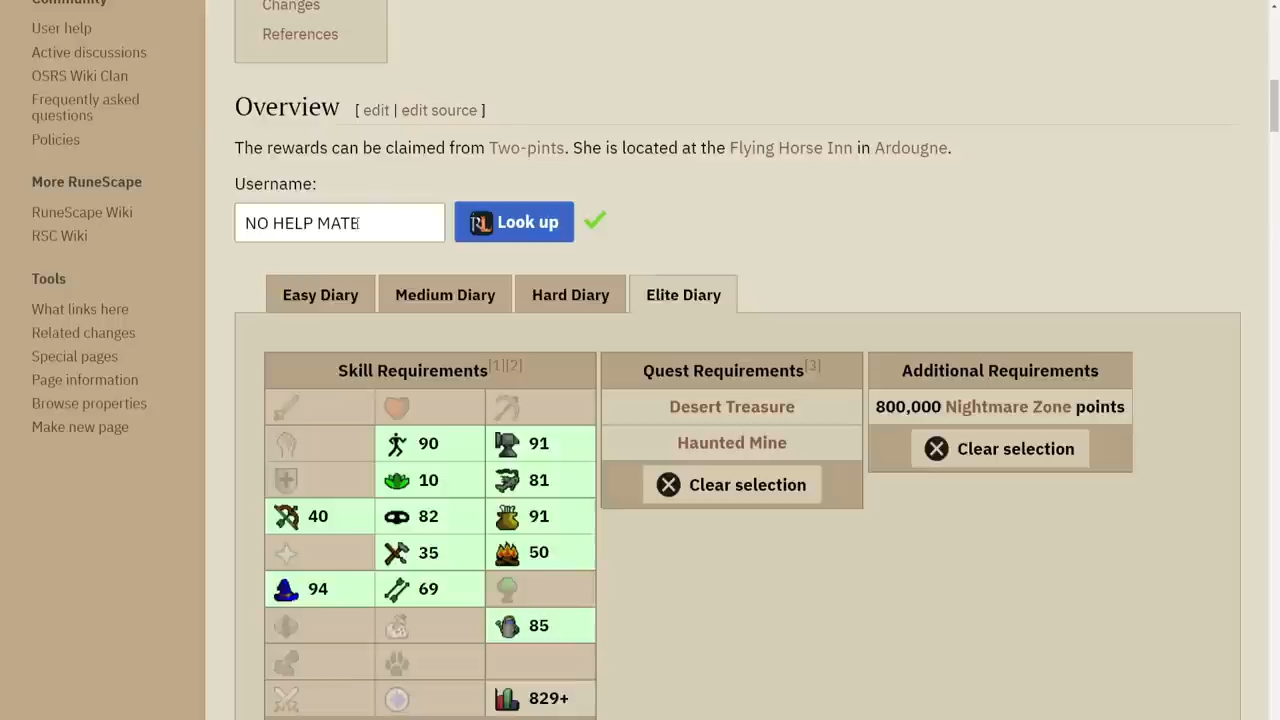 Community
User help
Active discussions
OSRS Wiki Clan
Frequently asked
questions
Policies
More RuneScape
RuneScape Wiki
RSC Wiki
Tools
What links here
Related changes
Special pages
Page information
Browse properties
Make new page
Changes
References
Overview [ edit | edit source ]
The rewards can be claimed from Two-pints. She is located at the Flying Horse Inn in Ardougne.
Username:
NO HELP MATE
Look up
Easy Diary Medium Diary Hard Diary Elite Diary
Skill Requirements[1][2]
90 91
10 81
40 82 91
35 50
94 69
85
829+
Quest Requirements[3]
Desert Treasure
Haunted Mine
Clear selection
Additional Requirements
800,000 Nightmare Zone points
Clear selection